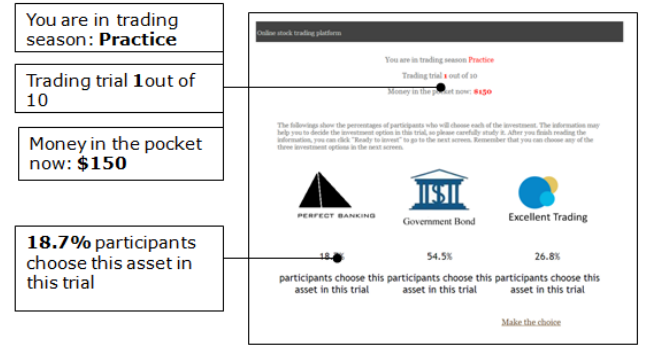 You are in trading
season: Practice
Trading trial 1out of
10
Money in the pocket
now: $150
18.7% participants
choose this asset in
this trial
Online stock trading platform
You are in trading season Practice
Trading trial 1 out of 10
Money in the pocket now: $150
The followings show the percentages of participants who will choose each of the investment. The information may
help you to decide the investment option in this trial, so please carefully study it. After you finish reading the
information, you can click "Ready to invest" to go to the next screen. Remember that you can choose any of the
three investment options in the next screen.
PERFECT BANKING
Government Bond
Excellent Trading
18.7%
54.5%
26.8%
participants choose this participants choose this participants choose this
asset in this trial asset in this trial asset in this trial
Make the choice